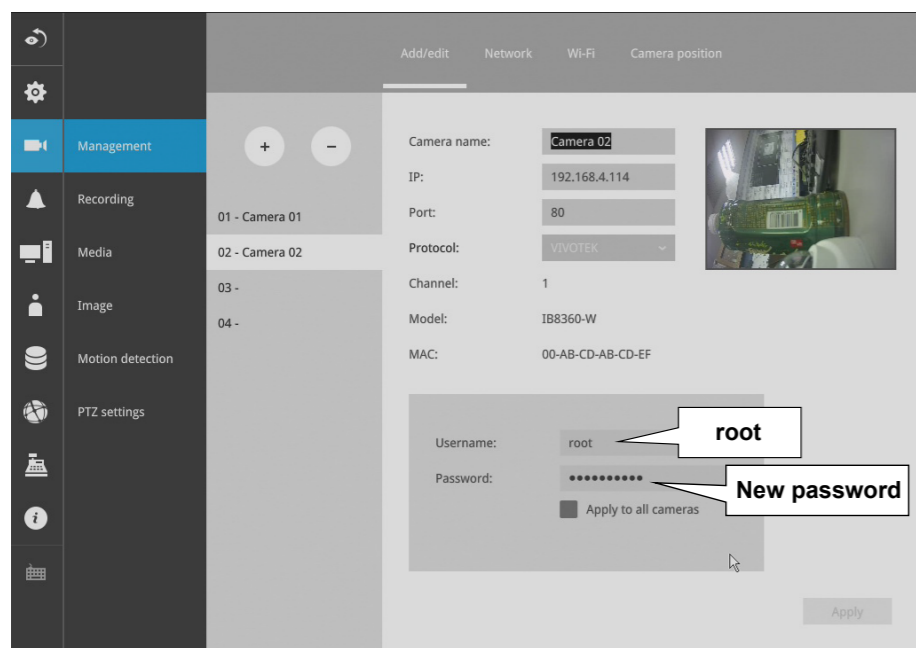 Add/edit Network Wi-Fi Camera position
Management
Recording
Media
Image
Motion detection
PTZ settings
+ −
01 - Camera 01
02 - Camera 02
03 -
04 -
Camera name: Camera 02
IP: 192.168.4.114
Port: 80
Protocol: VIVOTEK
Channel: 1
Model: IB8360-W
MAC: 00-AB-CD-AB-CD-EF
Username: root
root
Password: ••••••••••
New password
Apply to all cameras
Apply